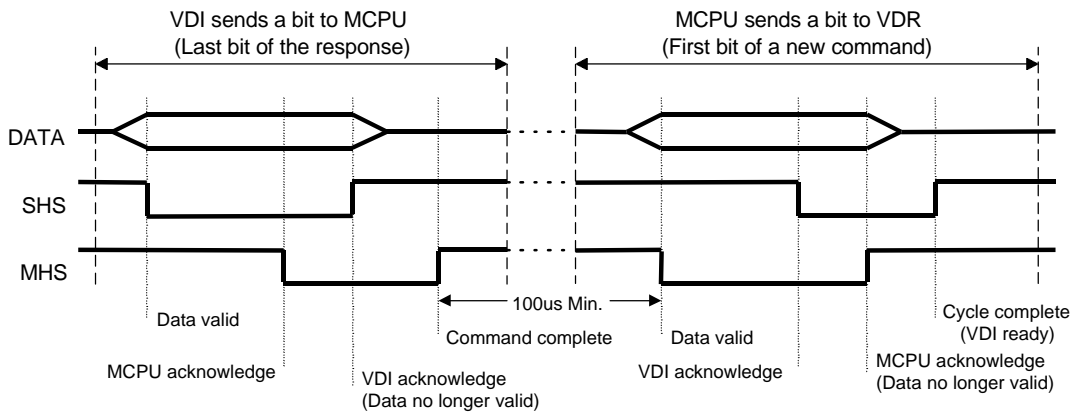 VDI sends a bit to MCPU
(Last bit of the response)
MCPU sends a bit to VDR
(First bit of a new command)
DATA
SHS
MHS
100us Min.
Data valid
Command complete
Data valid
Cycle complete
(VDI ready)
MCPU acknowledge
VDI acknowledge
(Data no longer valid)
VDI acknowledge
MCPU acknowledge
(Data no longer valid)